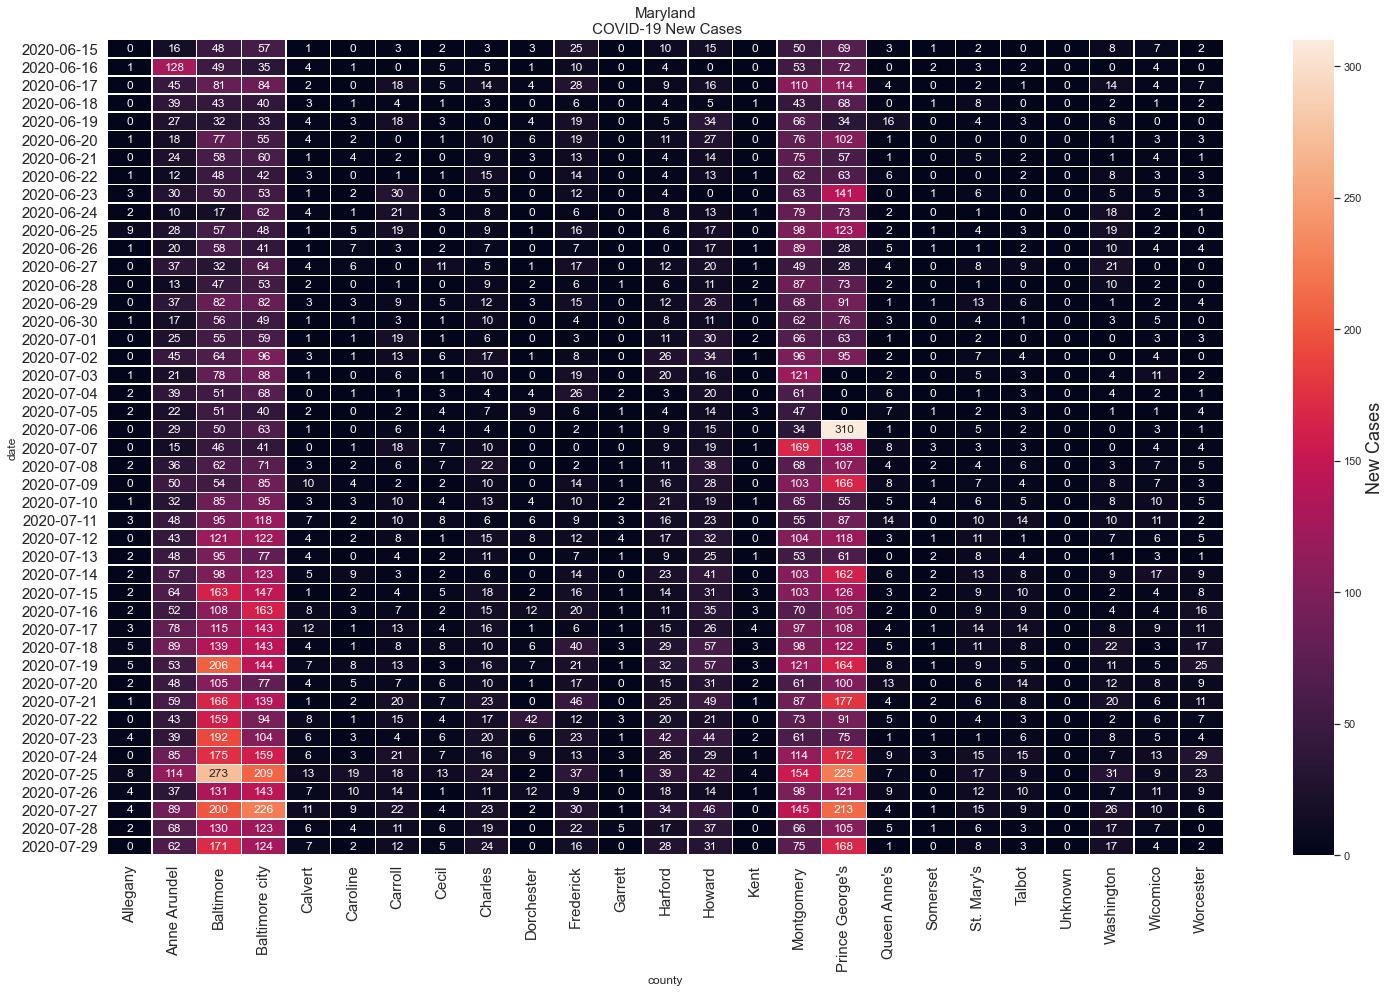 Maryland
COVID-19 New Cases
2020-06-15 0 16 48 57 1 0 3 2 3 3 25 0 10 15 0 50 69 3 1 2 0 0 8 7 2
2020-06-16 1 128 49 35 4 1 0 5 5 1 10 0 4 0 0 53 72 0 2 3 2 0 0 4 0
2020-06-17 0 45 81 84 2 0 18 5 14 4 28 0 9 16 0 110 114 4 0 2 1 0 14 4 7
2020-06-18 0 39 43 40 3 1 4 1 3 0 6 0 4 5 1 43 68 0 1 8 0 0 2 1 2
2020-06-19 0 27 32 33 4 3 18 3 0 4 19 0 5 34 0 66 34 16 0 4 3 0 6 0 0
2020-06-20 1 18 77 55 4 2 0 1 10 6 19 0 11 27 0 76 102 1 0 0 0 0 1 3 3
2020-06-21 0 24 58 60 1 4 2 0 9 3 13 0 4 14 0 75 57 1 0 5 2 0 1 4 1
2020-06-22 1 12 48 42 3 0 1 1 15 0 14 0 4 13 1 62 63 6 0 0 2 0 8 3 3
2020-06-23 3 30 50 53 1 2 30 0 5 0 12 0 4 0 0 63 141 0 1 6 0 0 5 5 3
2020-06-24 2 10 17 62 4 1 21 3 8 0 6 0 8 13 1 79 73 2 0 1 0 0 18 2 1
2020-06-25 9 28 57 48 1 5 19 0 9 1 16 0 6 17 0 98 123 2 1 4 3 0 19 2 0
2020-06-26 1 20 58 41 1 7 3 2 7 0 7 0 0 17 1 89 28 5 1 1 2 0 10 4 4
2020-06-27 0 37 32 64 4 6 0 11 5 1 17 0 12 20 1 49 28 4 0 8 9 0 21 0 0
2020-06-28 0 13 47 53 2 0 1 0 9 2 6 1 6 11 2 87 73 2 0 1 0 0 10 2 0
2020-06-29 0 37 82 82 3 3 9 5 12 3 15 0 12 26 1 68 91 1 1 13 6 0 1 2 4
2020-06-30 1 17 56 49 1 1 3 1 10 0 4 0 8 11 0 62 76 3 0 4 1 0 3 5 0
2020-07-01 0 25 55 59 1 1 19 1 6 0 3 0 11 30 2 66 63 1 0 2 0 0 0 3 3
2020-07-02 0 45 64 96 3 1 13 6 17 1 8 0 26 34 1 96 95 2 0 7 4 0 0 4 0
2020-07-03 1 21 78 88 1 0 6 1 10 0 19 0 20 16 0 121 0 2 0 5 3 0 4 11 2
2020-07-04 2 39 51 68 0 1 1 3 4 4 26 2 3 20 0 61 0 6 0 1 3 0 4 2 1
2020-07-05 2 22 51 40 2 0 2 4 7 9 6 1 4 14 3 47 0 7 1 2 3 0 1 1 4
2020-07-06 0 29 50 63 1 0 6 4 4 0 2 1 9 15 0 34 310 1 0 5 2 0 0 3 1
2020-07-07 0 15 46 41 0 1 18 7 10 0 0 0 9 19 1 169 138 8 3 3 3 0 0 4 4
2020-07-08 2 36 62 71 3 2 6 7 22 0 2 1 11 38 0 68 107 4 2 4 6 0 3 7 5
2020-07-09 0 50 54 85 10 4 2 2 10 0 14 1 16 28 0 103 166 8 1 7 4 0 8 7 3
2020-07-10 1 32 85 95 3 3 10 4 13 4 10 2 21 19 1 65 55 5 4 6 5 0 8 10 5
2020-07-11 3 48 95 118 7 2 10 8 6 6 9 3 16 23 0 55 87 14 0 10 14 0 10 11 2
2020-07-12 0 43 121 122 4 2 8 1 15 8 12 4 17 32 0 104 118 3 1 11 1 0 7 6 5
2020-07-13 2 48 95 77 4 0 4 2 11 0 7 1 9 25 1 53 61 0 2 8 4 0 1 3 1
2020-07-14 2 57 98 123 5 9 3 2 6 0 14 0 23 41 0 103 162 6 2 13 8 0 9 17 9
2020-07-15 2 64 163 147 1 2 4 5 18 2 16 1 14 31 3 103 126 3 2 9 10 0 2 4 8
2020-07-16 2 52 108 163 8 3 7 2 15 12 20 1 11 35 3 70 105 2 0 9 9 0 4 4 16
2020-07-17 3 78 115 143 12 1 13 4 16 1 6 1 15 26 4 97 108 4 1 14 14 0 8 9 11
2020-07-18 5 89 139 143 4 1 8 8 10 6 40 3 29 57 3 98 122 5 1 11 8 0 22 3 17
2020-07-19 5 53 206 144 7 8 13 3 16 7 21 1 32 57 3 121 164 8 1 9 5 0 11 5 25
2020-07-20 2 48 105 77 4 5 7 6 10 1 17 0 15 31 2 61 100 13 0 6 14 0 12 8 9
2020-07-21 1 59 166 139 1 2 20 7 23 0 46 0 25 49 1 87 177 4 2 6 8 0 20 6 11
2020-07-22 0 43 159 94 8 1 15 4 17 42 12 3 20 21 0 73 91 5 0 4 3 0 2 6 7
2020-07-23 4 39 192 104 6 3 4 6 20 6 23 1 42 44 2 61 75 1 1 1 6 0 8 5 4
2020-07-24 0 85 175 159 6 3 21 7 16 9 13 3 26 29 1 114 172 9 3 15 15 0 7 13 29
2020-07-25 8 114 273 209 13 19 18 13 24 2 37 1 39 42 4 154 225 7 0 17 9 0 31 9 23
2020-07-26 4 37 131 143 7 10 14 1 11 12 9 0 18 14 1 98 121 9 0 12 10 0 7 11 9
2020-07-27 4 89 200 226 11 9 22 4 23 2 30 1 34 46 0 145 213 4 1 15 9 0 26 10 6
2020-07-28 2 68 130 123 6 4 11 6 19 0 22 5 17 37 0 66 105 5 1 6 3 0 17 7 0
2020-07-29 0 62 171 124 7 2 12 5 24 0 16 0 28 31 0 75 168 1 0 8 3 0 17 4 2
date
Allegany
Anne Arundel
Baltimore
Baltimore city
Calvert
Caroline
Carroll
Cecil
Charles
Dorchester
Frederick
Garrett
Harford
Howard
Kent
Montgomery
Prince George's
Queen Anne's
Somerset
St. Mary's
Talbot
Unknown
Washington
Wicomico
Worcester
county
300
250
200
150
100
50
0
New Cases